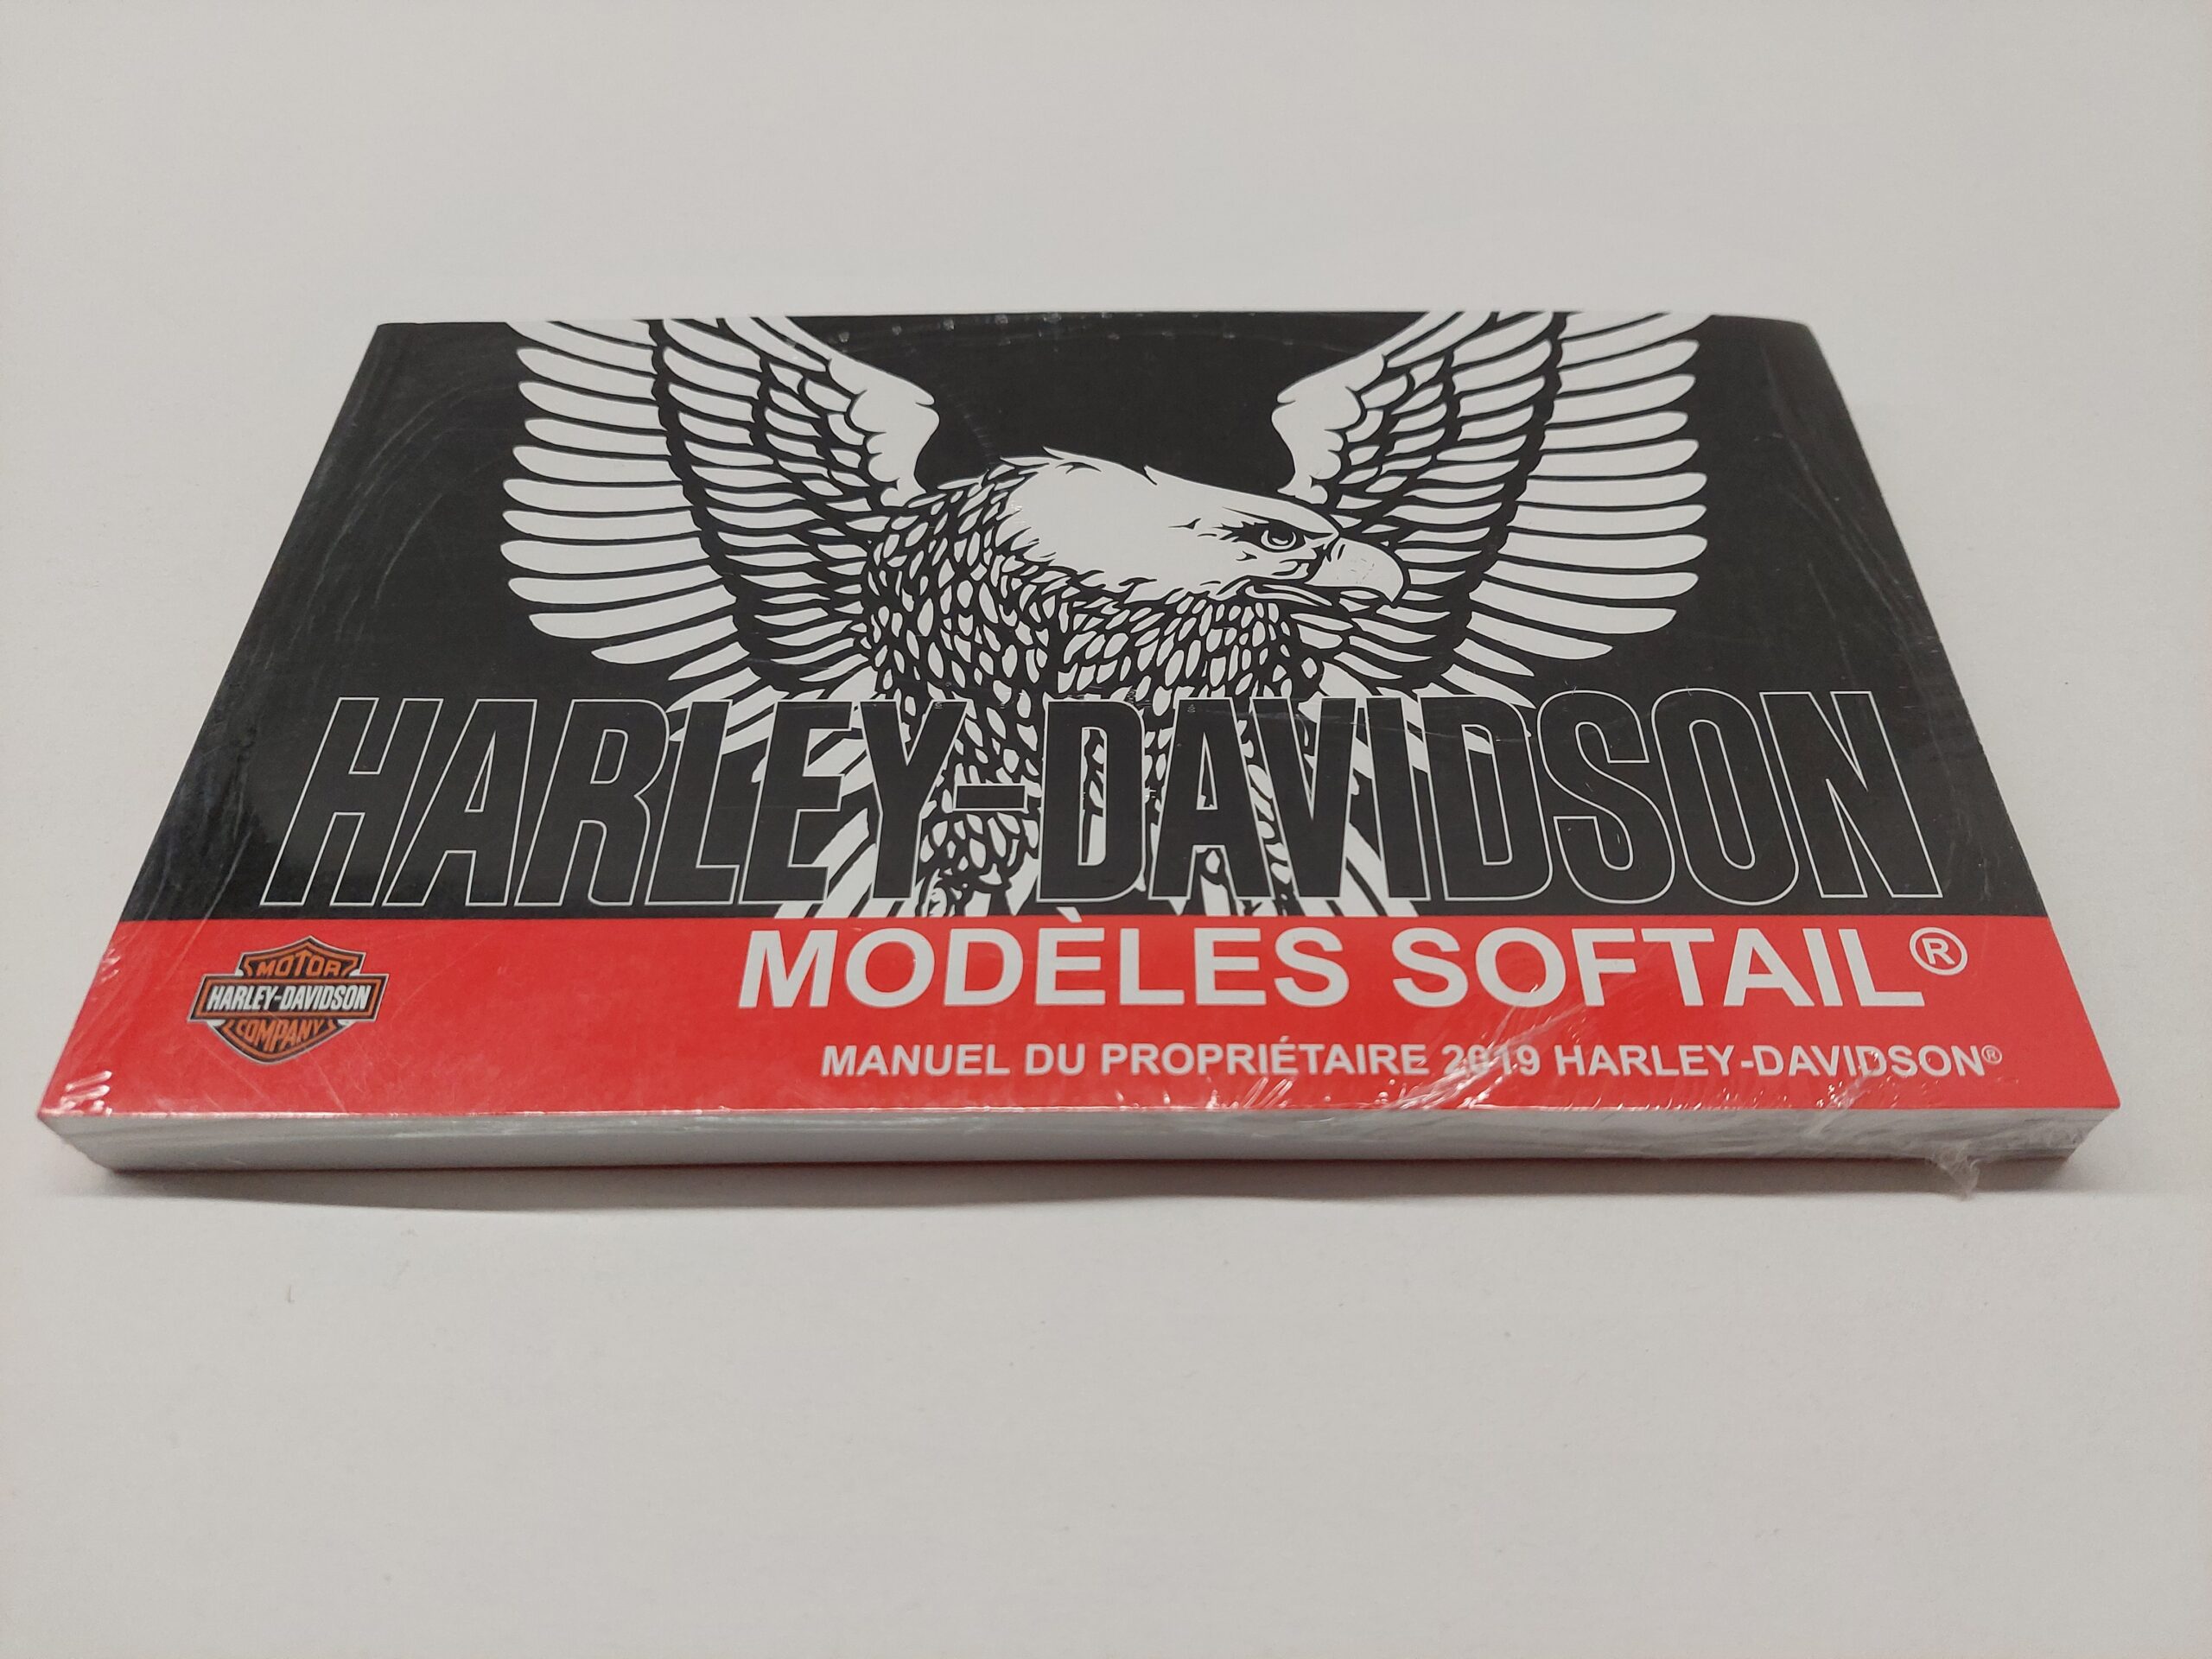 HARLEY-DAVIDSON
MODÈLES SOFTAIL®
MOTOR
HARLEY-DAVIDSON
COMPANY
MANUEL DU PROPRIÉTAIRE 2019 HARLEY-DAVIDSON®